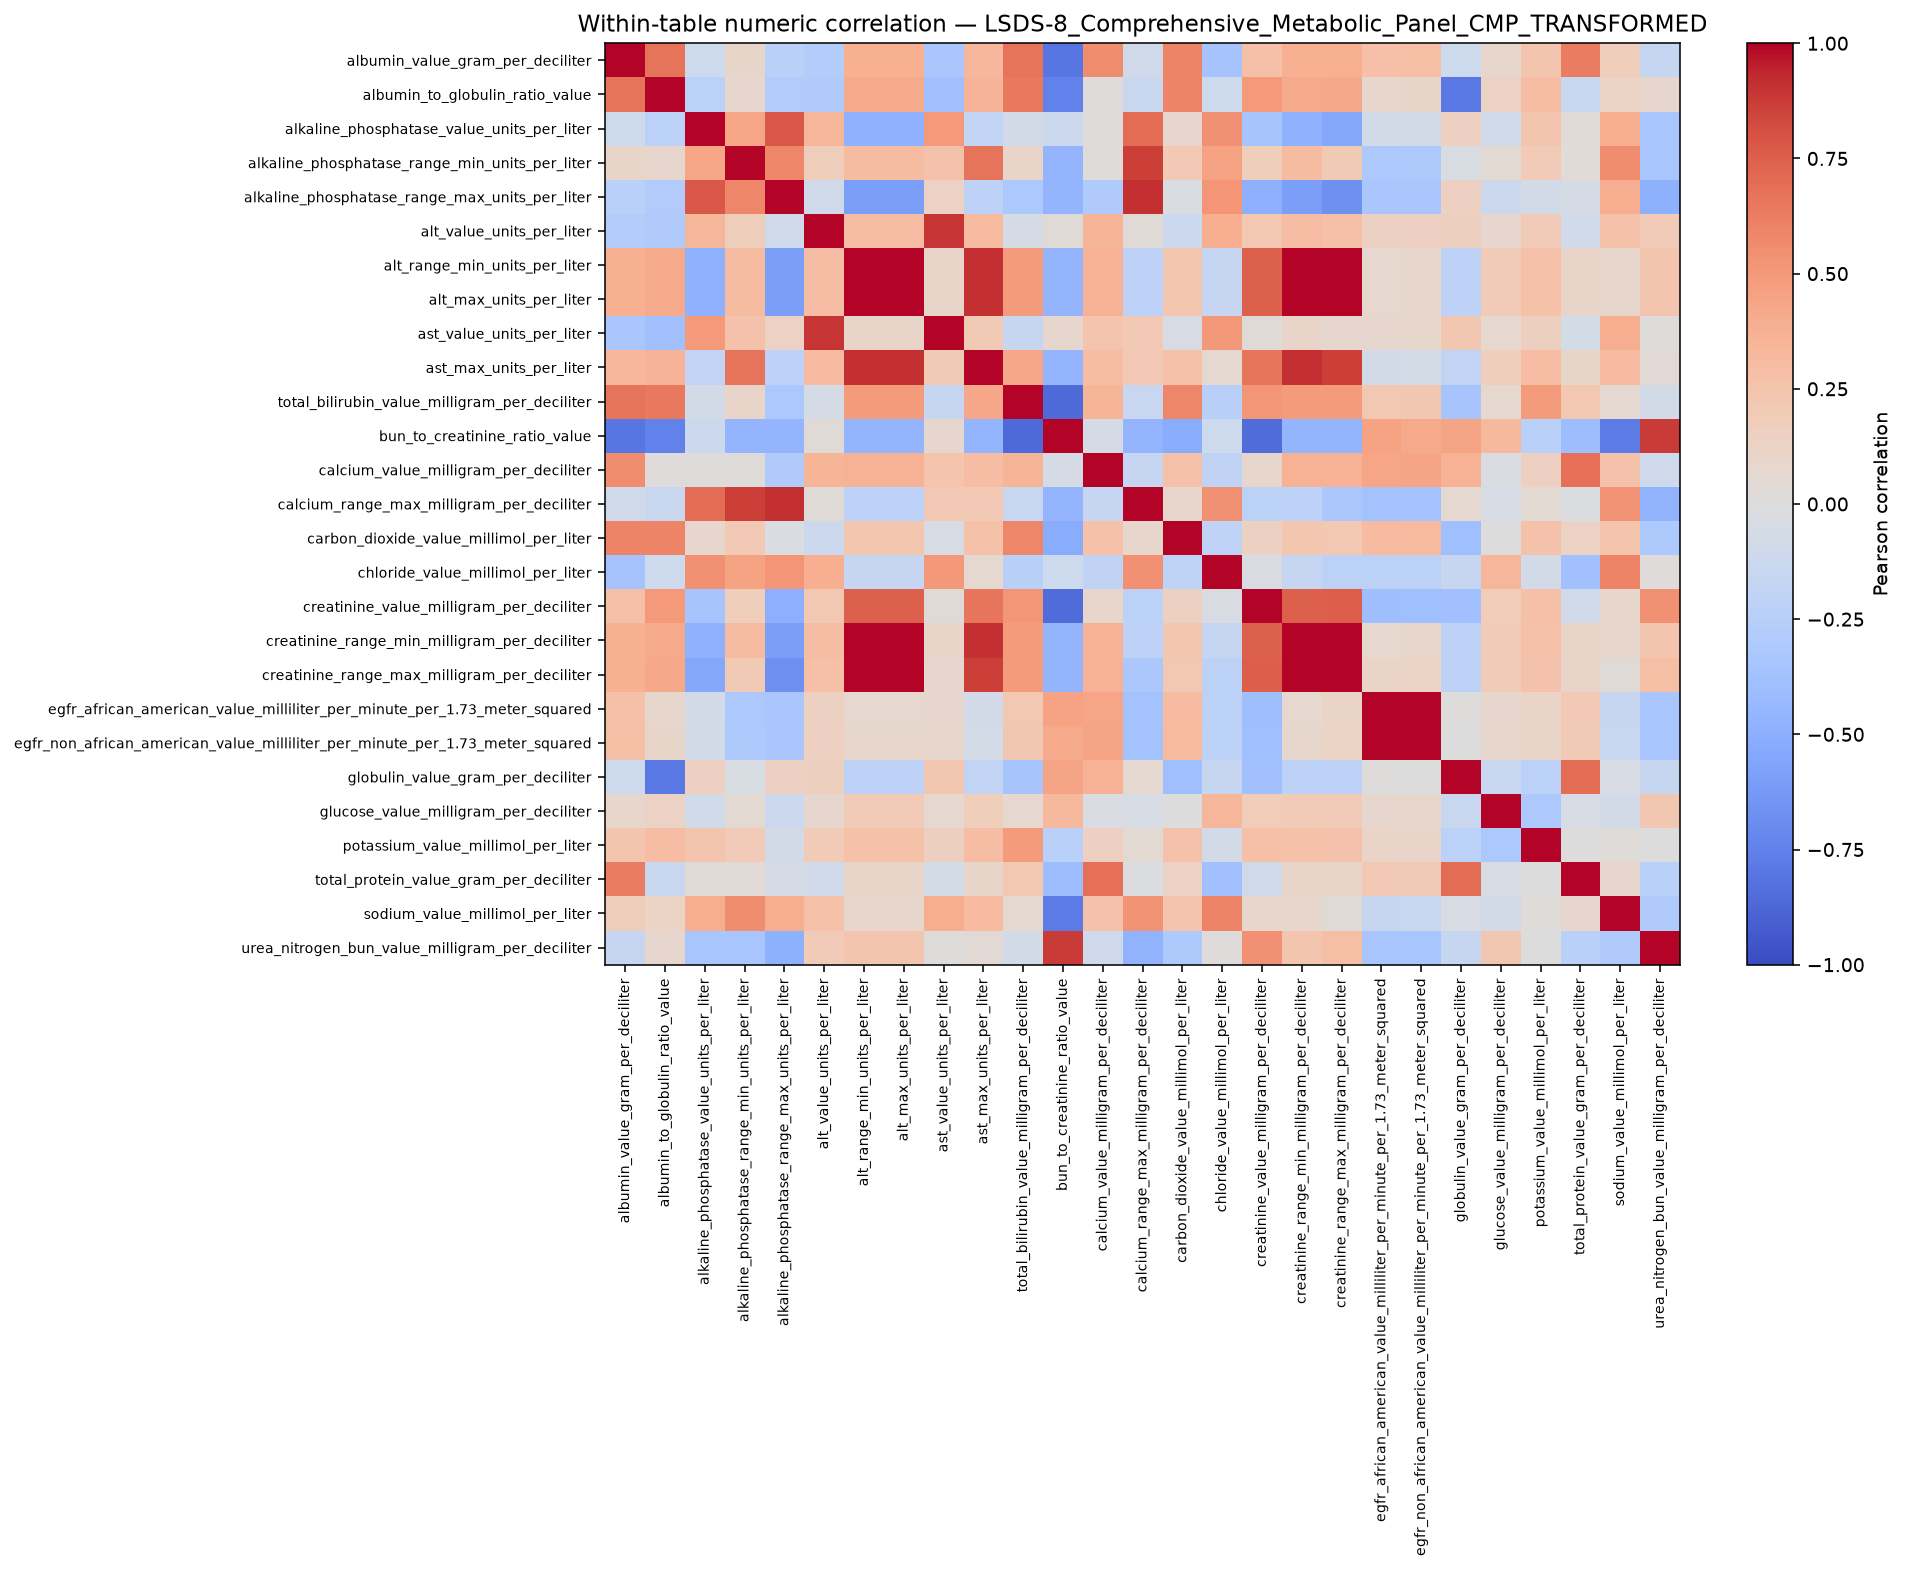 Within-table numeric correlation — LSDS-8_Comprehensive_Metabolic_Panel_CMP_TRANSFORMED
albumin_value_gram_per_deciliter
albumin_to_globulin_ratio_value
alkaline_phosphatase_value_units_per_liter
alkaline_phosphatase_range_min_units_per_liter
alkaline_phosphatase_range_max_units_per_liter
alt_value_units_per_liter
alt_range_min_units_per_liter
alt_max_units_per_liter
ast_value_units_per_liter
ast_max_units_per_liter
total_bilirubin_value_milligram_per_deciliter
bun_to_creatinine_ratio_value
calcium_value_milligram_per_deciliter
calcium_range_max_milligram_per_deciliter
carbon_dioxide_value_millimol_per_liter
chloride_value_millimol_per_liter
creatinine_value_milligram_per_deciliter
creatinine_range_min_milligram_per_deciliter
creatinine_range_max_milligram_per_deciliter
egfr_african_american_value_milliliter_per_minute_per_1.73_meter_squared
egfr_non_african_american_value_milliliter_per_minute_per_1.73_meter_squared
globulin_value_gram_per_deciliter
glucose_value_milligram_per_deciliter
potassium_value_millimol_per_liter
total_protein_value_gram_per_deciliter
sodium_value_millimol_per_liter
urea_nitrogen_bun_value_milligram_per_deciliter
albumin_value_gram_per_deciliter
albumin_to_globulin_ratio_value
alkaline_phosphatase_value_units_per_liter
alkaline_phosphatase_range_min_units_per_liter
alkaline_phosphatase_range_max_units_per_liter
alt_value_units_per_liter
alt_range_min_units_per_liter
alt_max_units_per_liter
ast_value_units_per_liter
ast_max_units_per_liter
total_bilirubin_value_milligram_per_deciliter
bun_to_creatinine_ratio_value
calcium_value_milligram_per_deciliter
calcium_range_max_milligram_per_deciliter
carbon_dioxide_value_millimol_per_liter
chloride_value_millimol_per_liter
creatinine_value_milligram_per_deciliter
creatinine_range_min_milligram_per_deciliter
creatinine_range_max_milligram_per_deciliter
egfr_african_american_value_milliliter_per_minute_per_1.73_meter_squared
egfr_non_african_american_value_milliliter_per_minute_per_1.73_meter_squared
globulin_value_gram_per_deciliter
glucose_value_milligram_per_deciliter
potassium_value_millimol_per_liter
total_protein_value_gram_per_deciliter
sodium_value_millimol_per_liter
urea_nitrogen_bun_value_milligram_per_deciliter
1.00
0.75
0.50
0.25
0.00
−0.25
−0.50
−0.75
−1.00
Pearson correlation